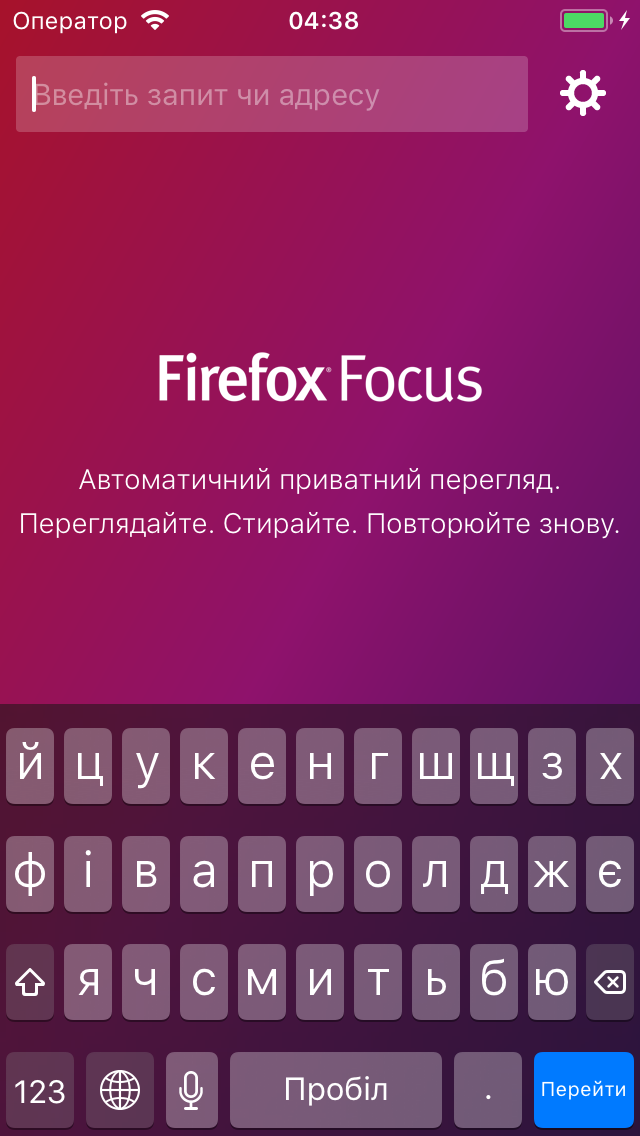 Оператор 04:38
Введіть запит чи адресу
Firefox® Focus
Автоматичний приватний перегляд.
Переглядайте. Стирайте. Повторюйте знову.
й ц у к е н г ш щ з х
ф і в а п р о л д ж є
я ч с м и т ь б ю
123 Пробіл . Перейти